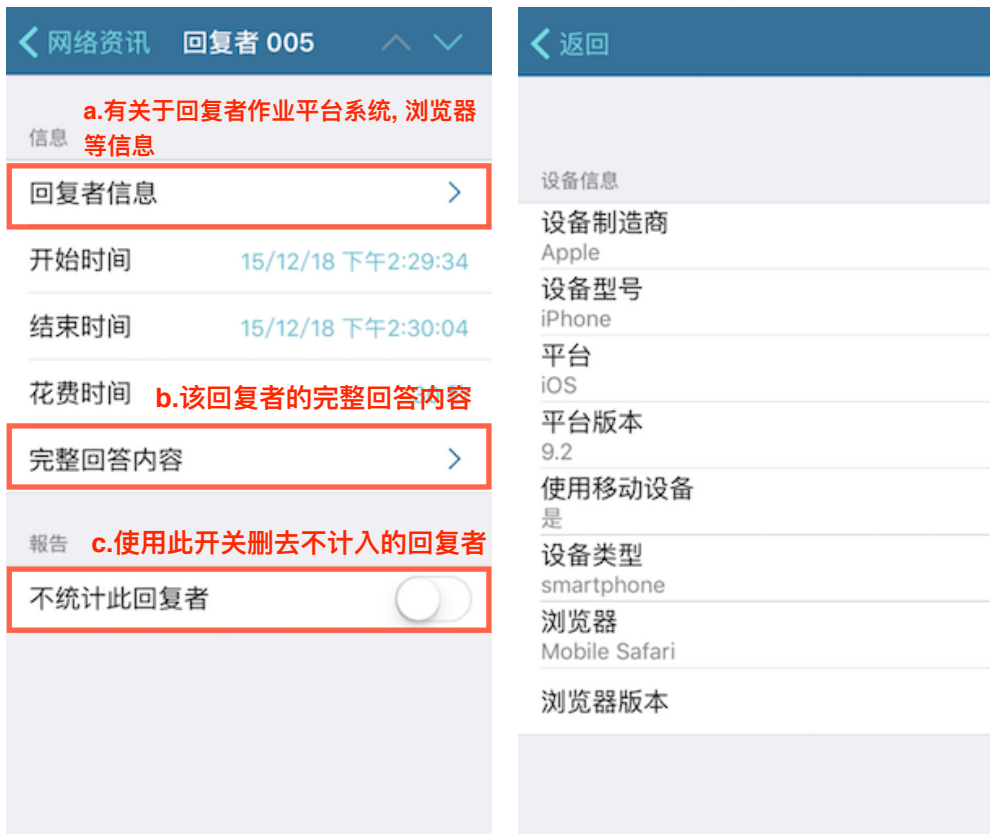 网络资讯 回复者 005
a.有关于回复者作业平台系统, 浏览器
信息 等信息
回复者信息
开始时间 15/12/18 下午2:29:34
结束时间 15/12/18 下午2:30:04
花费时间 b.该回复者的完整回答内容
完整回答内容
報告 c.使用此开关删去不计入的回复者
不统计此回复者
返回
设备信息
设备制造商
Apple
设备型号
iPhone
平台
iOS
平台版本
9.2
使用移动设备
是
设备类型
smartphone
浏览器
Mobile Safari
浏览器版本